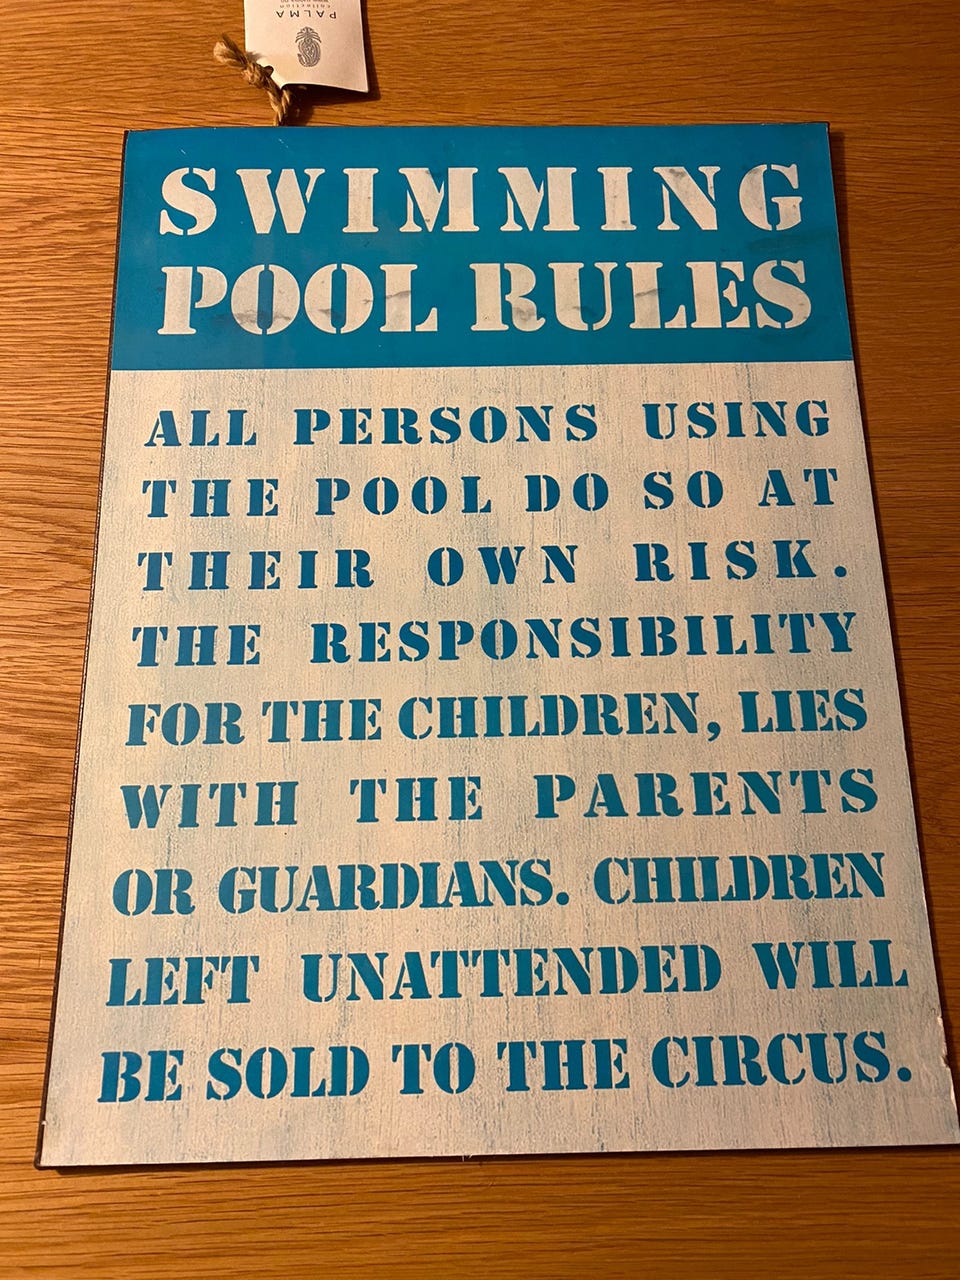 PALMA
collection
SWIMMING
POOL RULES
ALL PERSONS USING
THE POOL DO SO AT
THEIR OWN RISK.
THE RESPONSIBILITY
FOR THE CHILDREN, LIES
WITH THE PARENTS
OR GUARDIANS. CHILDREN
LEFT UNATTENDED WILL
BE SOLD TO THE CIRCUS.